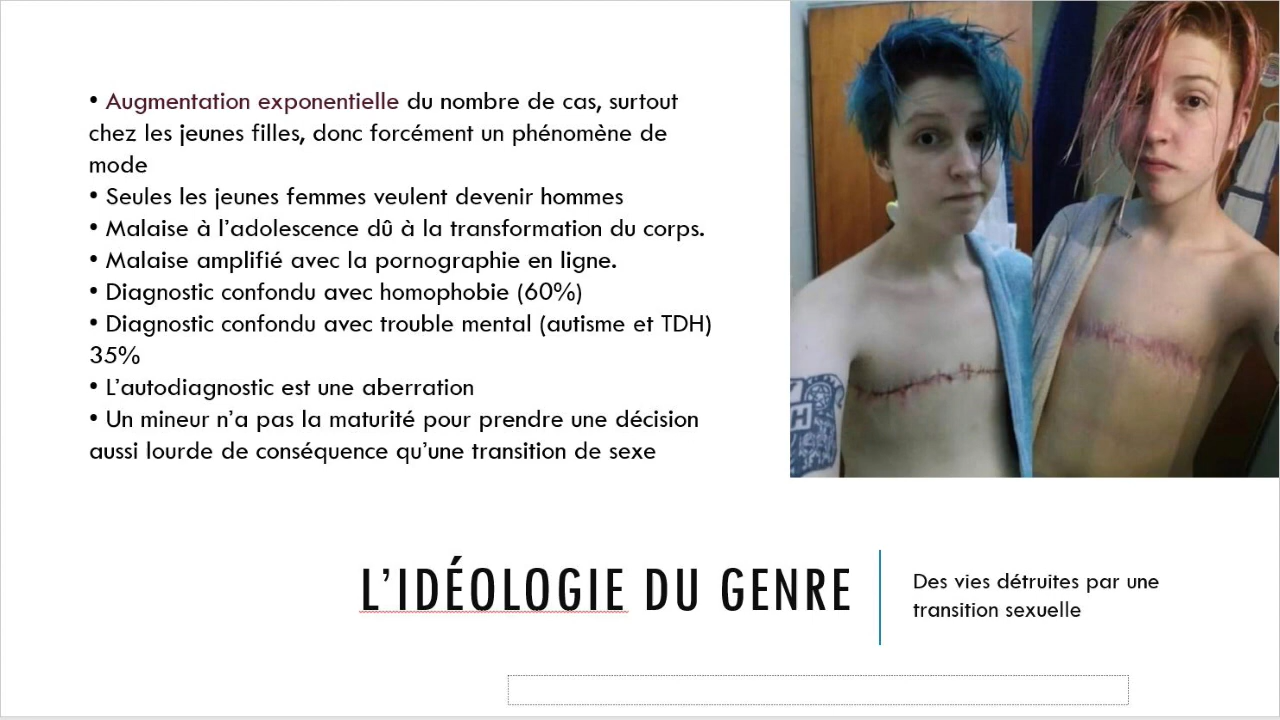 • Augmentation exponentielle du nombre de cas, surtout
chez les jeunes filles, donc forcément un phénomène de
mode
• Seules les jeunes femmes veulent devenir hommes
• Malaise à l'adolescence dû à la transformation du corps.
• Malaise amplifié avec la pornographie en ligne.
• Diagnostic confondu avec homophobie (60%)
• Diagnostic confondu avec trouble mental (autisme et TDH)
35%
• L'autodiagnostic est une aberration
• Un mineur n'a pas la maturité pour prendre une décision
aussi lourde de conséquence qu'une transition de sexe
L'IDÉOLOGIE DU GENRE
Des vies détruites par une
transition sexuelle